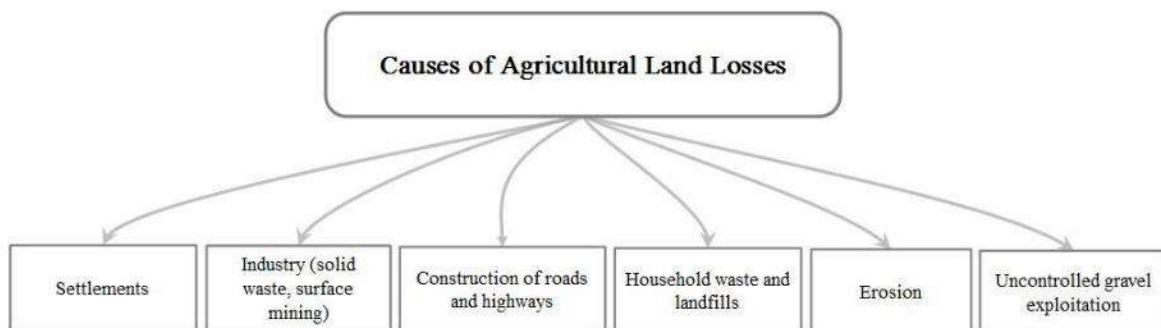 Causes of Agricultural Land Losses
Settlements
Industry (solid
waste, surface
mining)
Construction of roads
and highways
Household waste and
landfills
Erosion
Uncontrolled gravel
exploitation